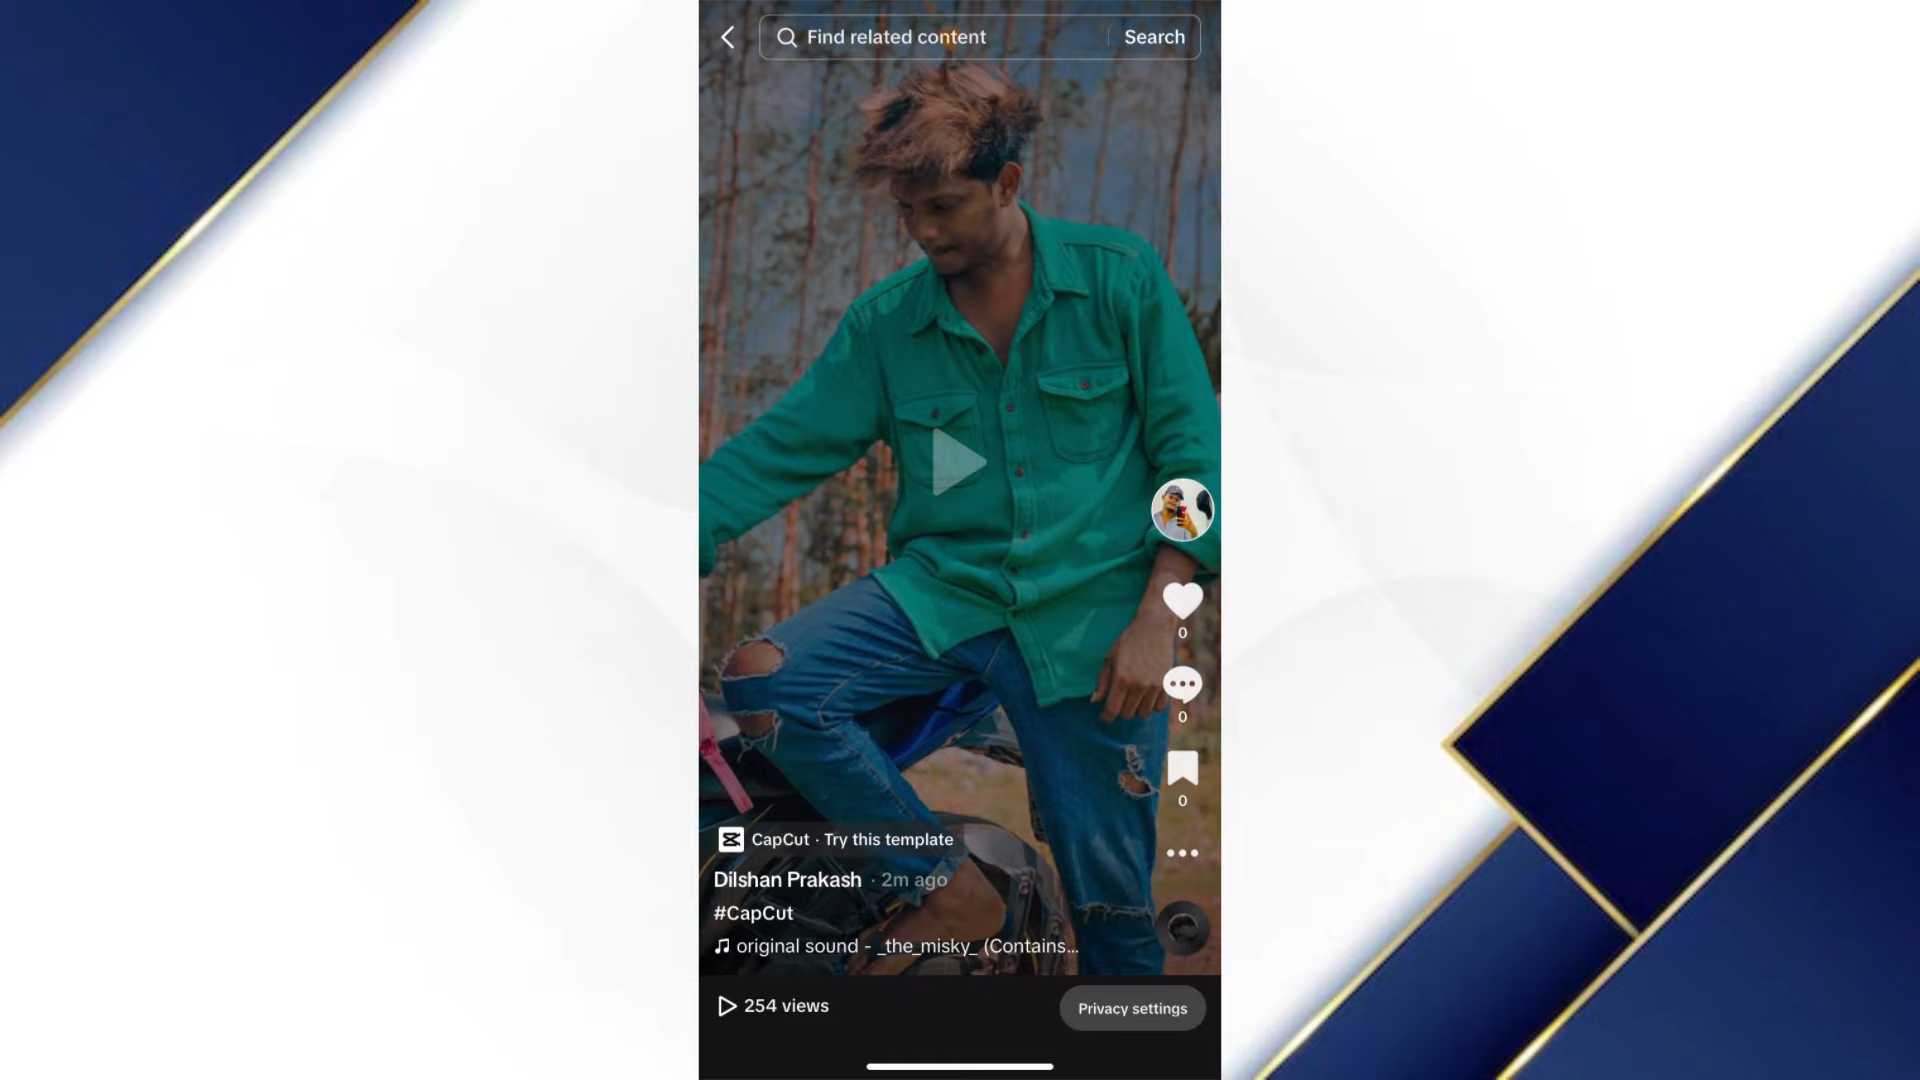 Find related content
Search
0
0
0
CapCut · Try this template
Dilshan Prakash · 2m ago
#CapCut
original sound - _the_misky_ (Contains...
254 views
Privacy settings